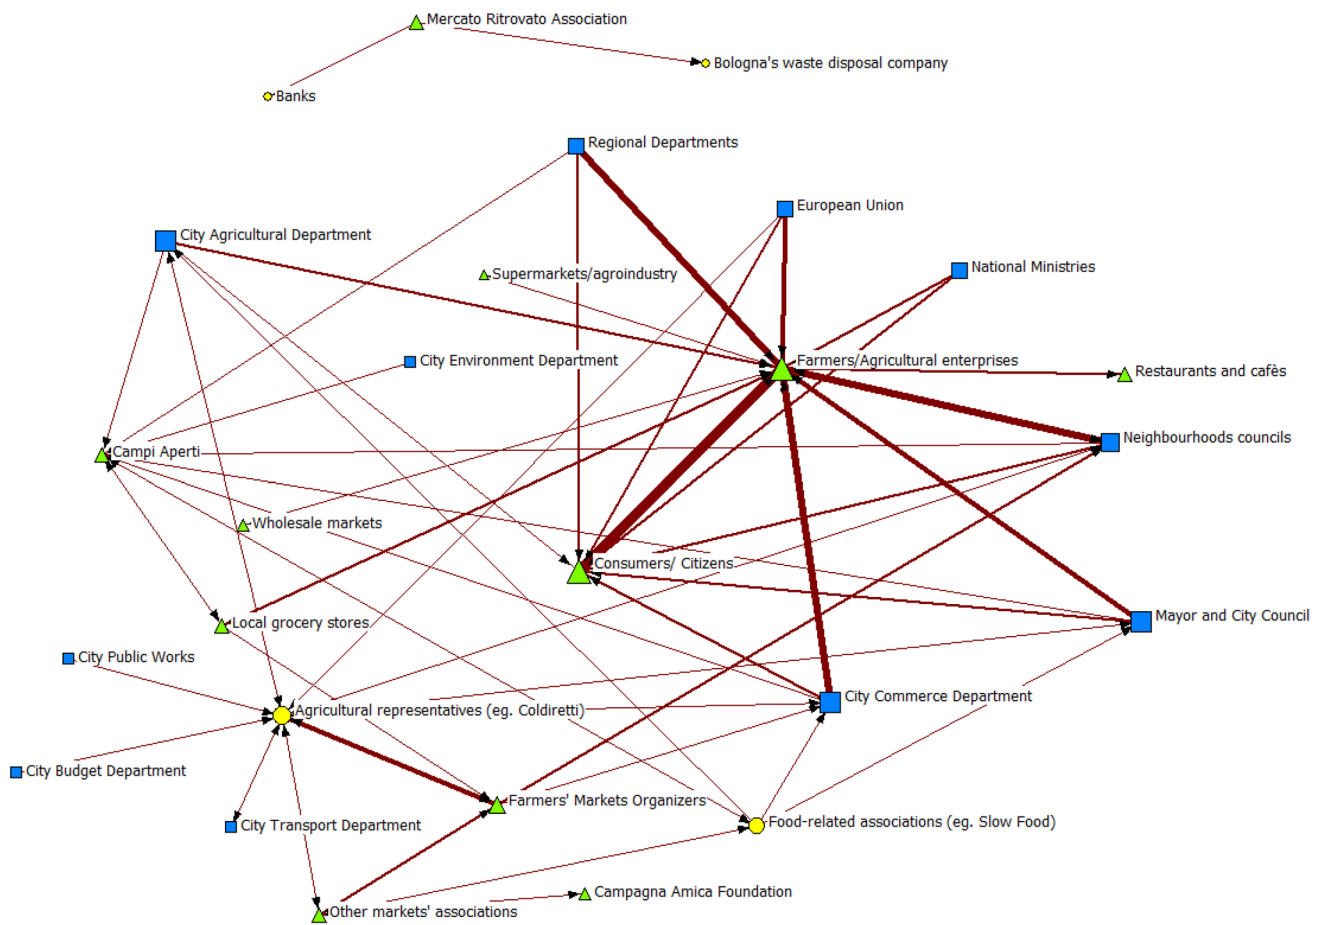 Mercato Ritrovato Association
Bologna's waste disposal company
Banks
Regional Departments
European Union
City Agricultural Department
National Ministries
Supermarkets/agroindustry
City Environment Department
Farmers/Agricultural enterprises
Restaurants and cafès
Neighbourhoods councils
Campi Aperti
Wholesale markets
Consumers/ Citizens
Mayor and City Council
Local grocery stores
City Public Works
City Commerce Department
Agricultural representatives (eg. Coldiretti)
City Budget Department
Farmers' Markets Organizers
City Transport Department
Food-related associations (eg. Slow Food)
Campagna Amica Foundation
Other markets' associations